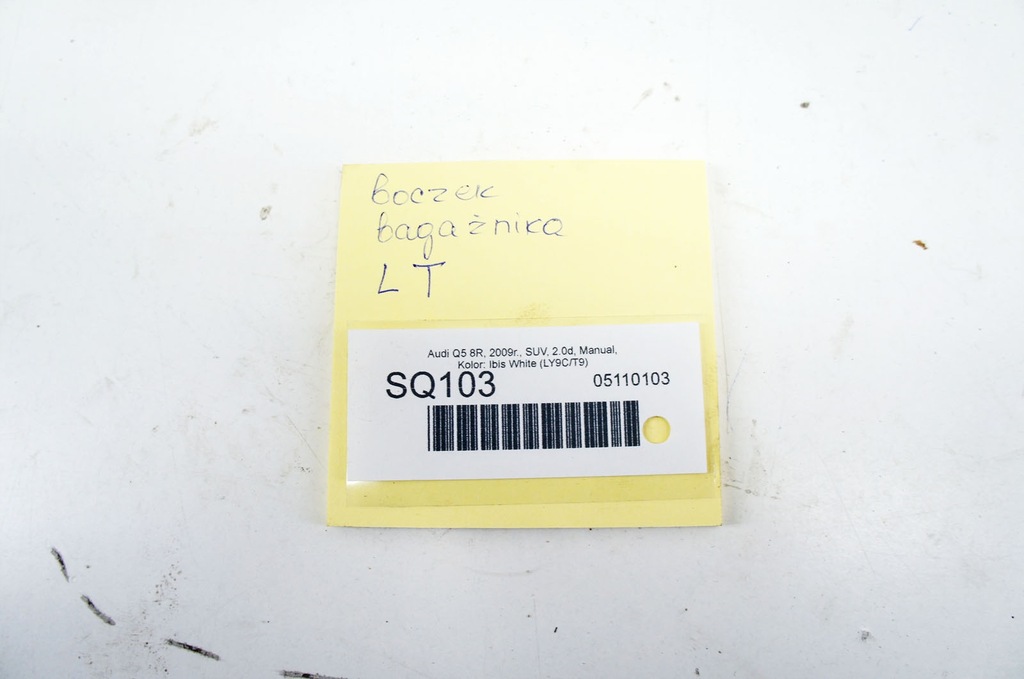 boczek
bagażnika
LT
Audi Q5 8R, 2009r., SUV, 2.0d, Manual,
Kolor: Ibis White (LY9C/T9)
SQ103 05110103